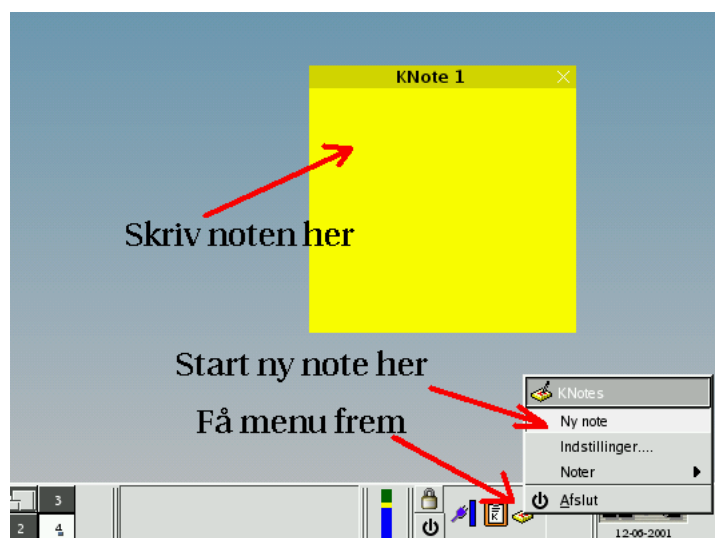 KNote 1
Skriv noten her
Start ny note her
Få menu frem
KNotes
Ny note
Indstillinger....
Noter
Afslut
3
2 4
K
12-06-2001